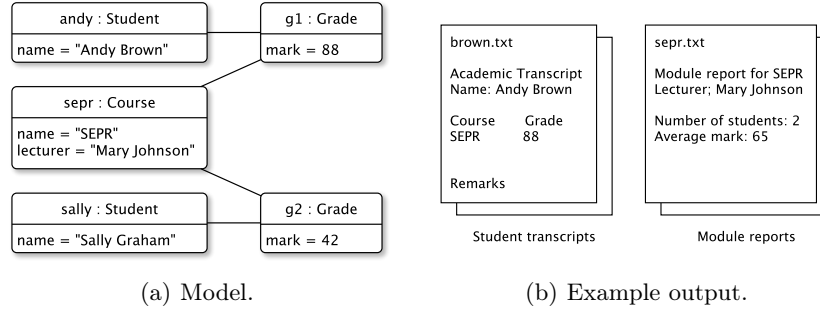 andy : Student
name = "Andy Brown"
g1 : Grade
mark = 88
sepr : Course
name = "SEPR"
lecturer = "Mary Johnson"
sally : Student
name = "Sally Graham"
g2 : Grade
mark = 42
(a) Model.
brown.txt
Academic Transcript
Name: Andy Brown
Course Grade
SEPR 88
Remarks
Student transcripts
sepr.txt
Module report for SEPR
Lecturer; Mary Johnson
Number of students: 2
Average mark: 65
Module reports
(b) Example output.